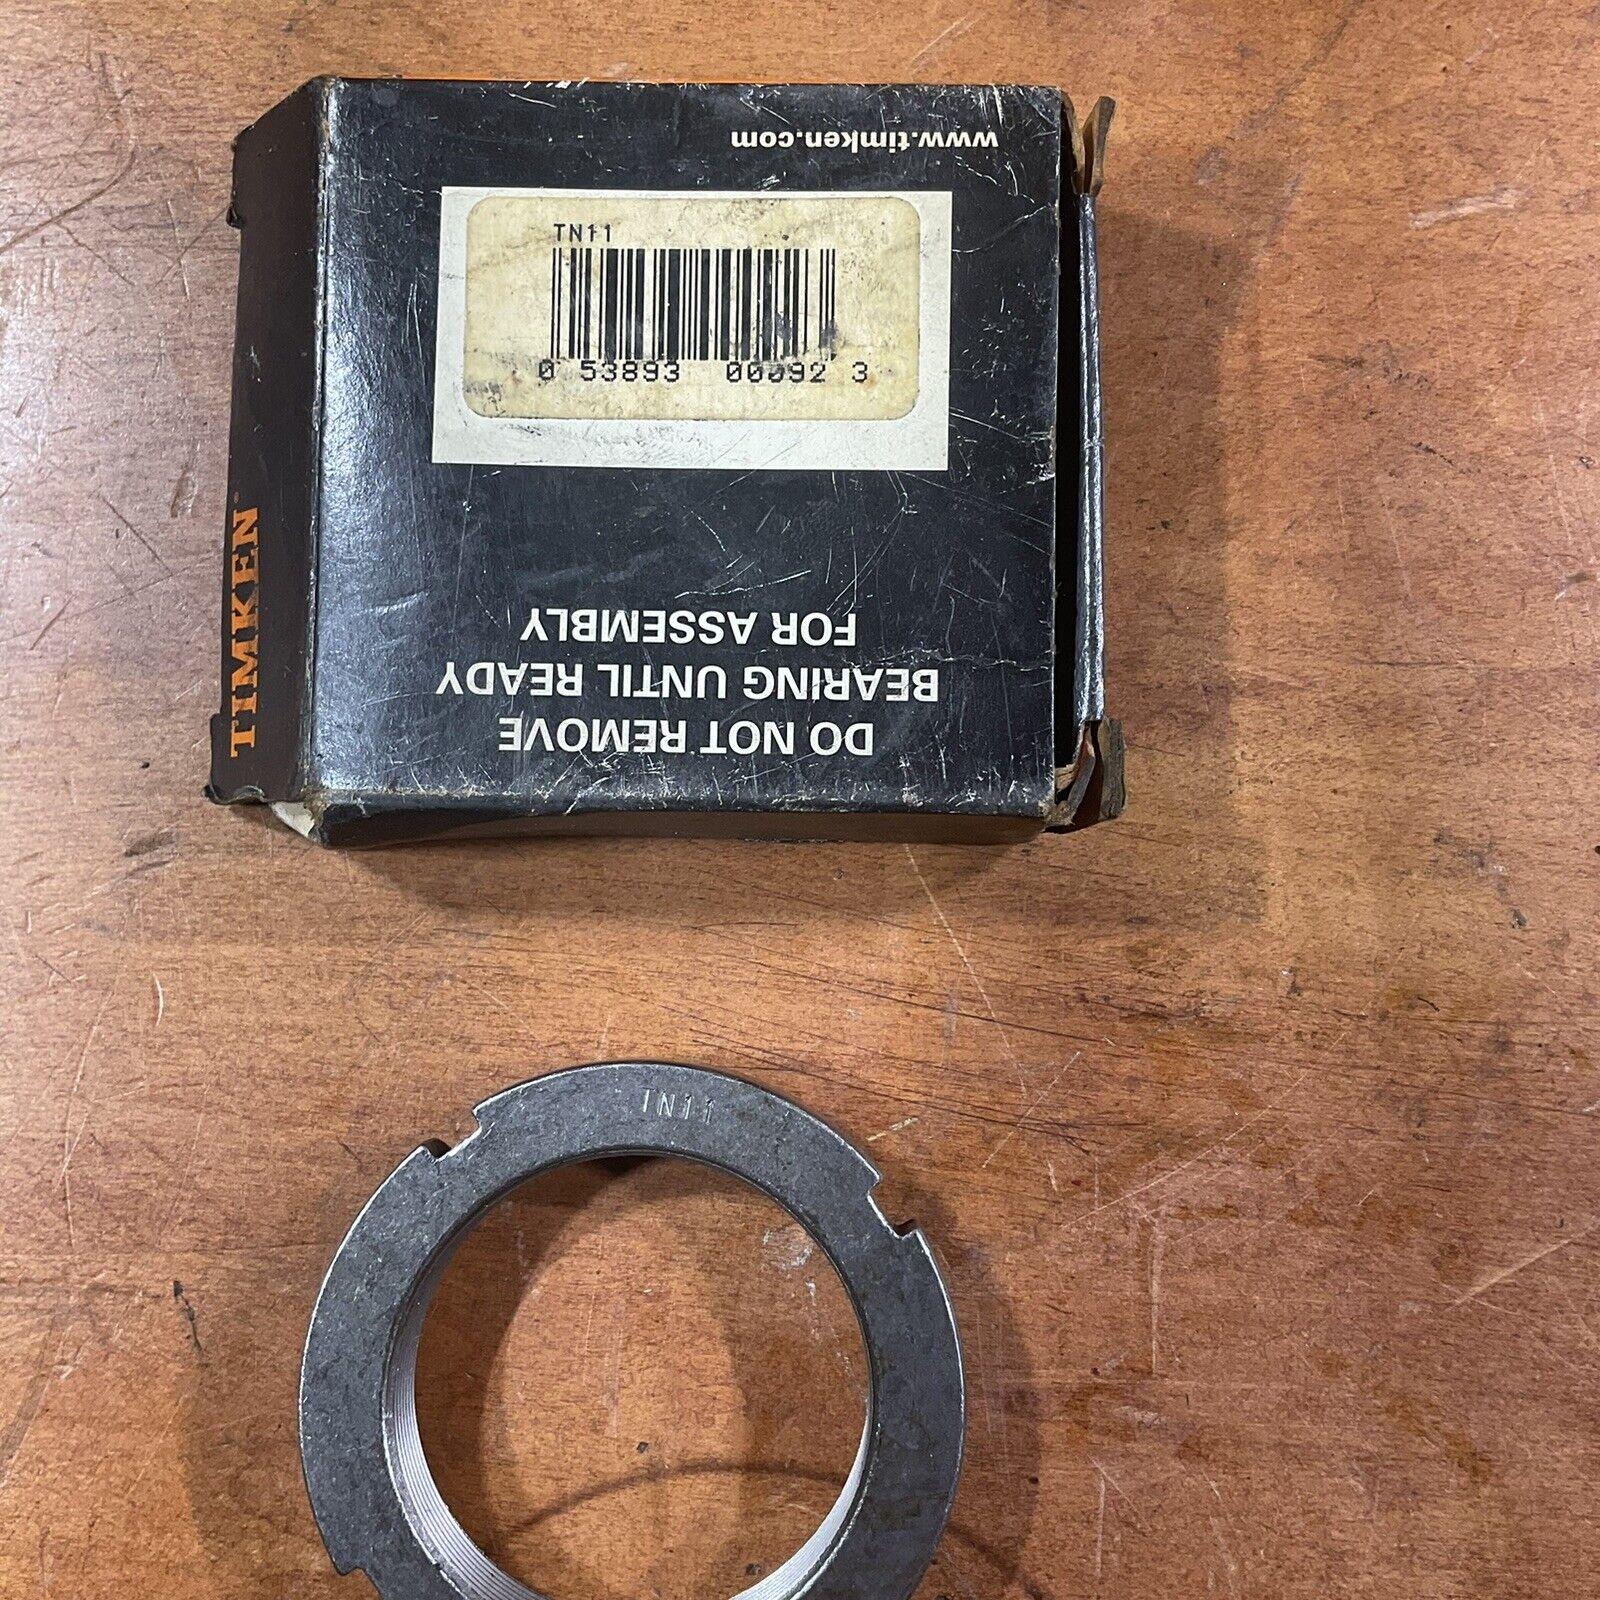 www.timken.com
TN11
0 53893 00092 3
TIMKEN
DO NOT REMOVE
BEARING UNTIL READY
FOR ASSEMBLY
TN11